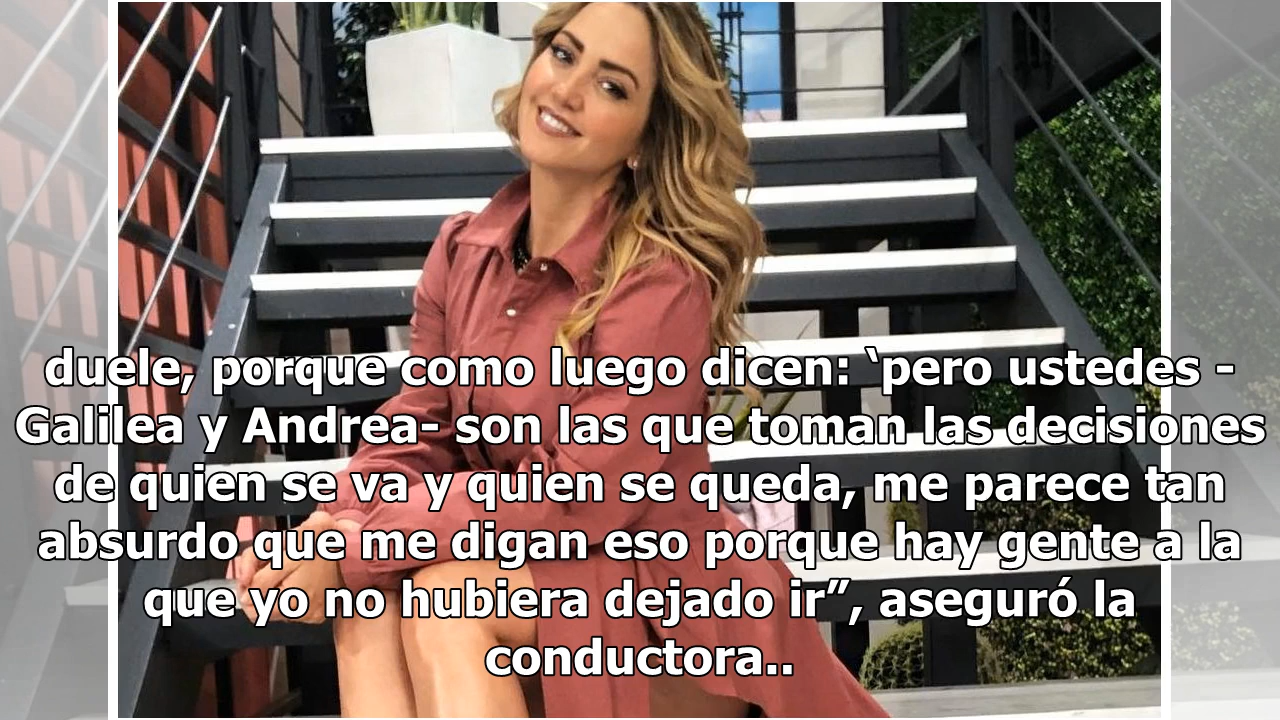 duele, porque como luego dicen: ‘pero ustedes -
Galilea y Andrea- son las que toman las decisiones
de quien se va y quien se queda, me parece tan
absurdo que me digan eso porque hay gente a la
que yo no hubiera dejado ir”, aseguró la
conductora..